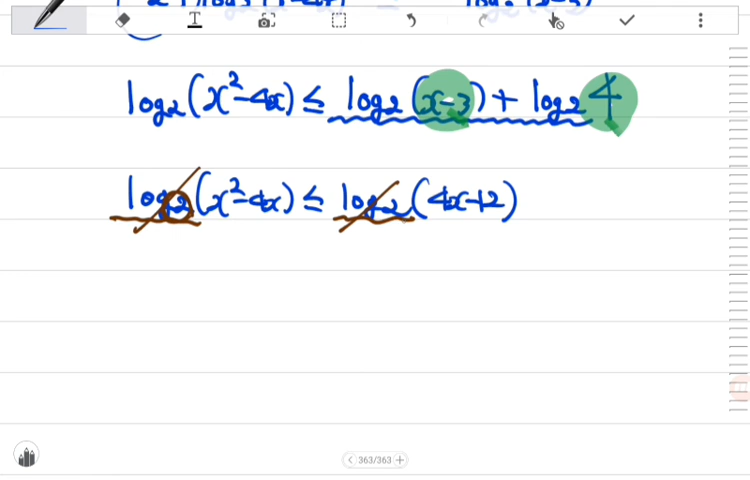 T
log₂(x²-4x) ≤ log₂(x-3) + log₂4
log₂(x²-4x) ≤ log₂(4x-12)
363/363